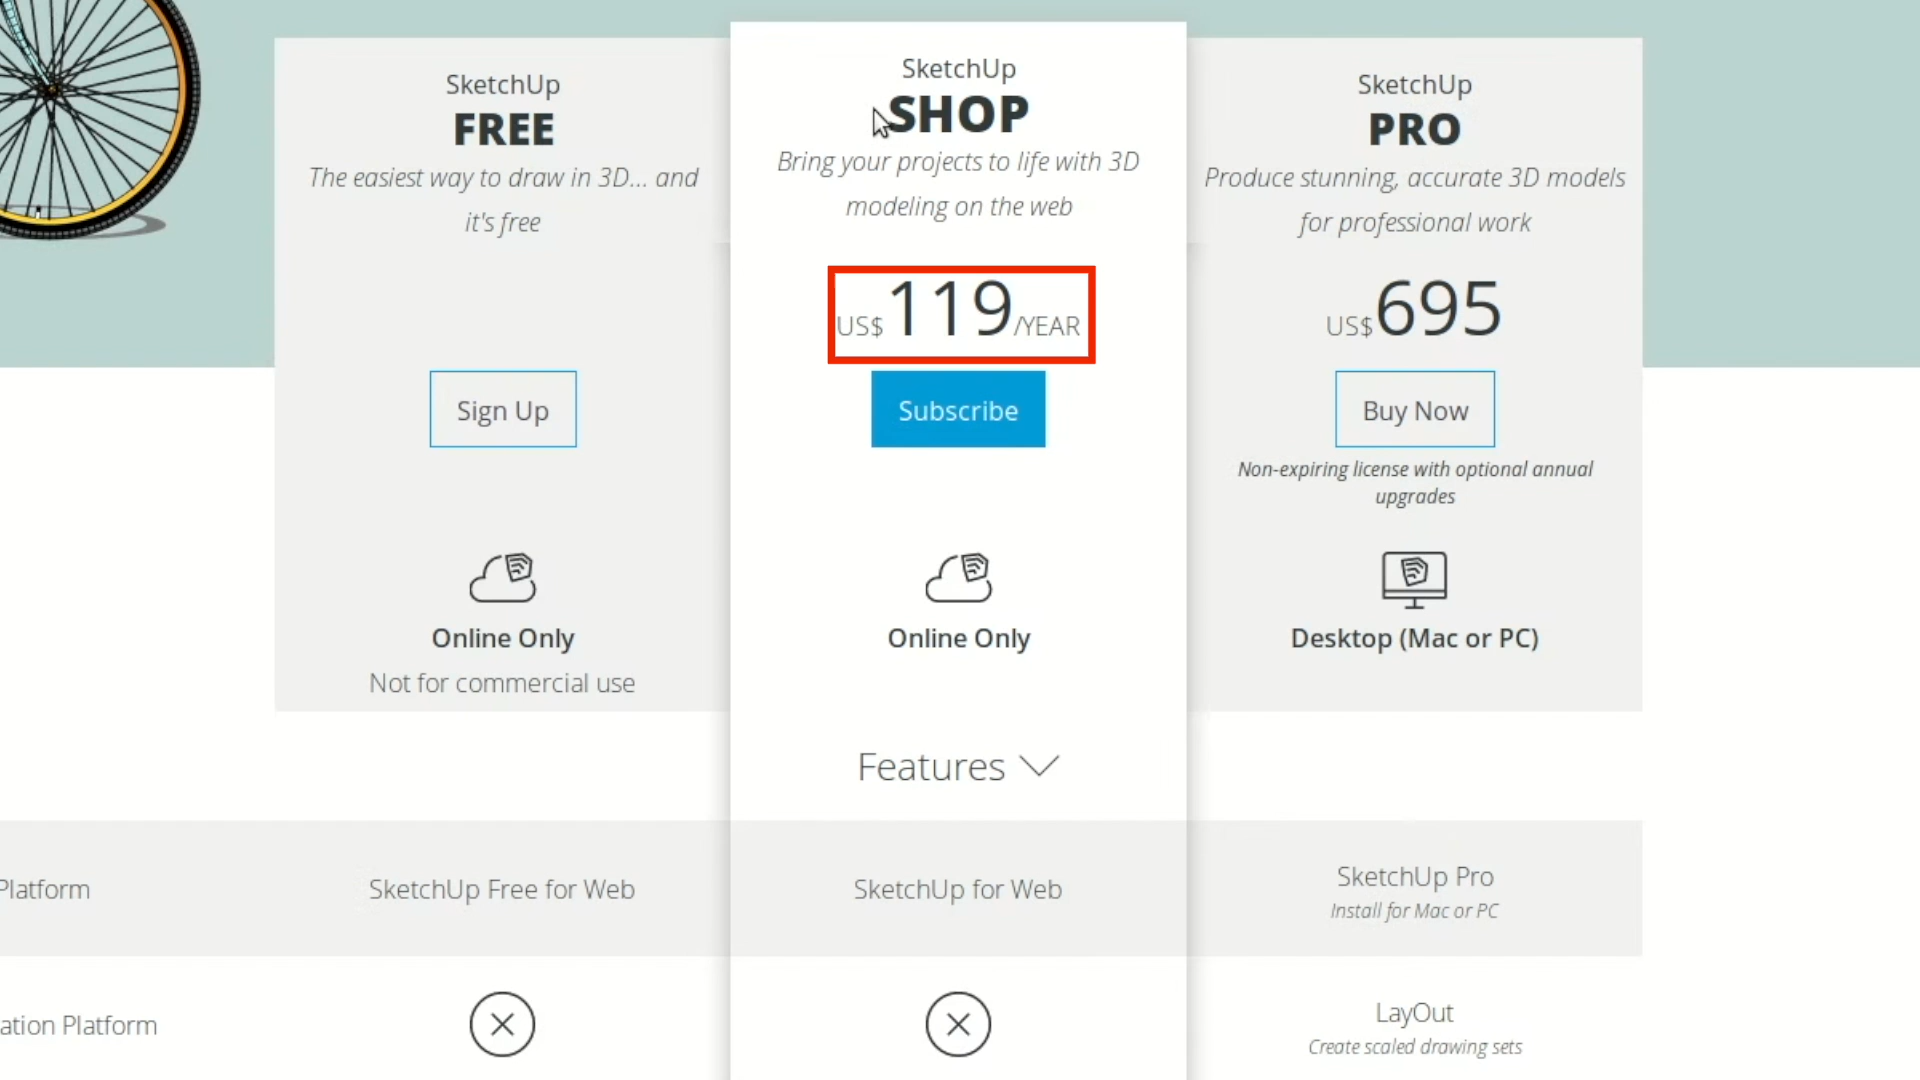 SketchUp
FREE
The easiest way to draw in 3D... and
it's free
Sign Up
Online Only
Not for commercial use
SketchUp
SHOP
Bring your projects to life with 3D
modeling on the web
US$119/YEAR
Subscribe
Online Only
SketchUp
PRO
Produce stunning, accurate 3D models
for professional work
US$695
Buy Now
Non-expiring license with optional annual
upgrades
Desktop (Mac or PC)
Features
Platform
SketchUp Free for Web
SketchUp for Web
SketchUp Pro
Install for Mac or PC
ation Platform
LayOut
Create scaled drawing sets